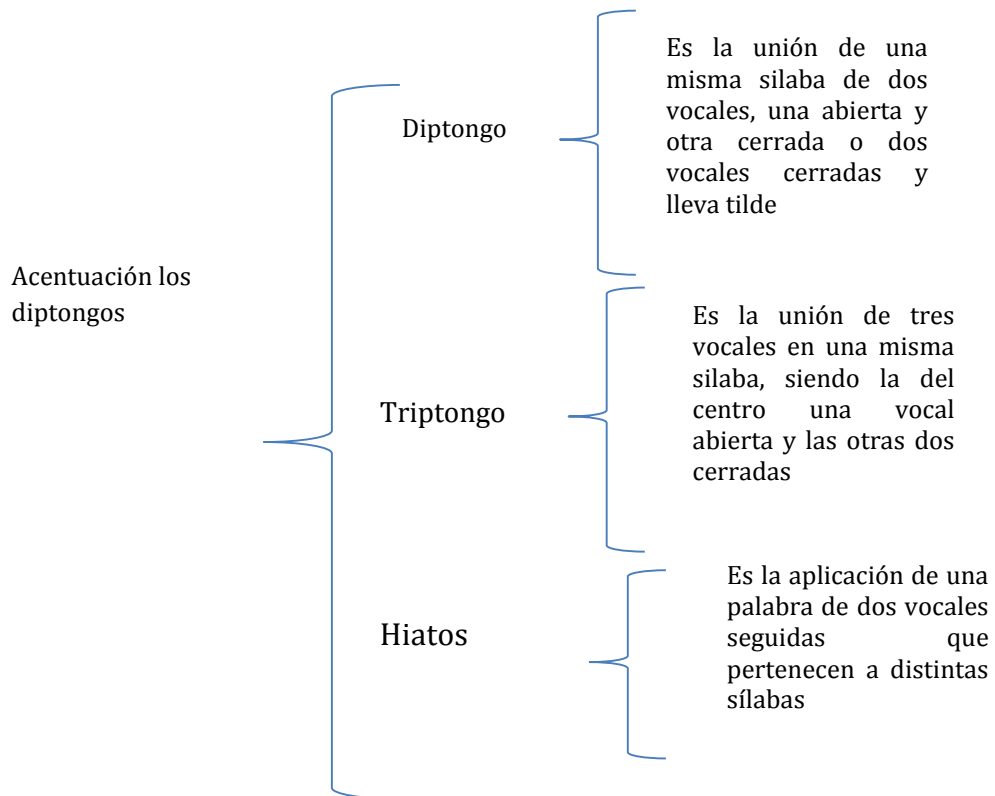 Acentuación los
diptongos
Diptongo
Es la unión de una
misma silaba de dos
vocales, una abierta y
otra cerrada o dos
vocales cerradas y
lleva tilde
Triptongo
Es la unión de tres
vocales en una misma
silaba, siendo la del
centro una vocal
abierta y las otras dos
cerradas
Hiatos
Es la aplicación de una
palabra de dos vocales
seguidas que
pertenecen a distintas
sílabas